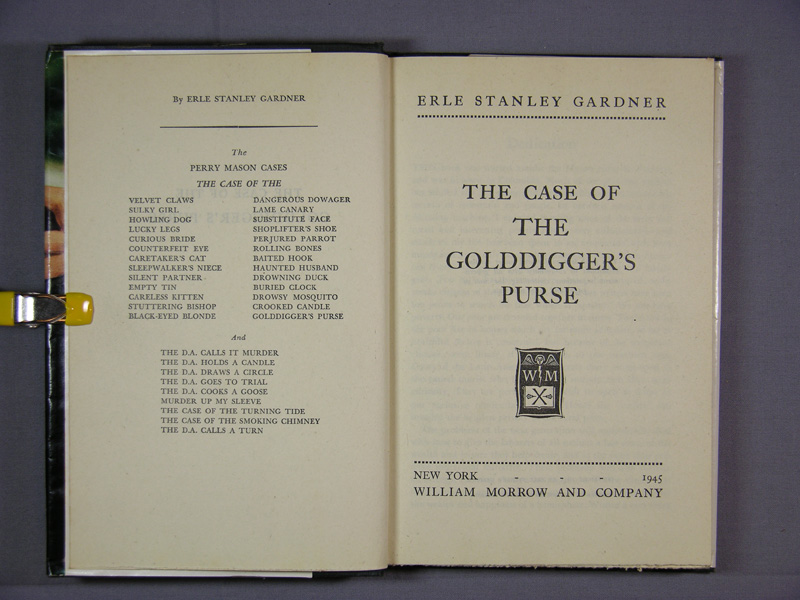 By ERLE STANLEY GARDNER
The
PERRY MASON CASES
THE CASE OF THE
VELVET CLAWS
SULKY GIRL
HOWLING DOG
LUCKY LEGS
CURIOUS BRIDE
COUNTERFEIT EYE
CARETAKER'S CAT
SLEEPWALKER'S NIECE
SILENT PARTNER
EMPTY TIN
CARELESS KITTEN
STUTTERING BISHOP
BLACK-EYED BLONDE
DANGEROUS DOWAGER
LAME CANARY
SUBSTITUTE FACE
SHOPLIFTER'S SHOE
PERJURED PARROT
ROLLING BONES
BAITED HOOK
HAUNTED HUSBAND
DROWNING DUCK
BURIED CLOCK
DROWSY MOSQUITO
CROOKED CANDLE
GOLDDIGGER'S PURSE
And
THE D.A. CALLS IT MURDER
THE D.A. HOLDS A CANDLE
THE D.A. DRAWS A CIRCLE
THE D.A. GOES TO TRIAL
THE D.A. COOKS A GOOSE
MURDER UP MY SLEEVE
THE CASE OF THE TURNING TIDE
THE CASE OF THE SMOKING CHIMNEY
THE D.A. CALLS A TURN
ERLE STANLEY GARDNER
THE CASE OF
THE
GOLDDIGGER'S
PURSE
W M
NEW YORK - - - 1945
WILLIAM MORROW AND COMPANY